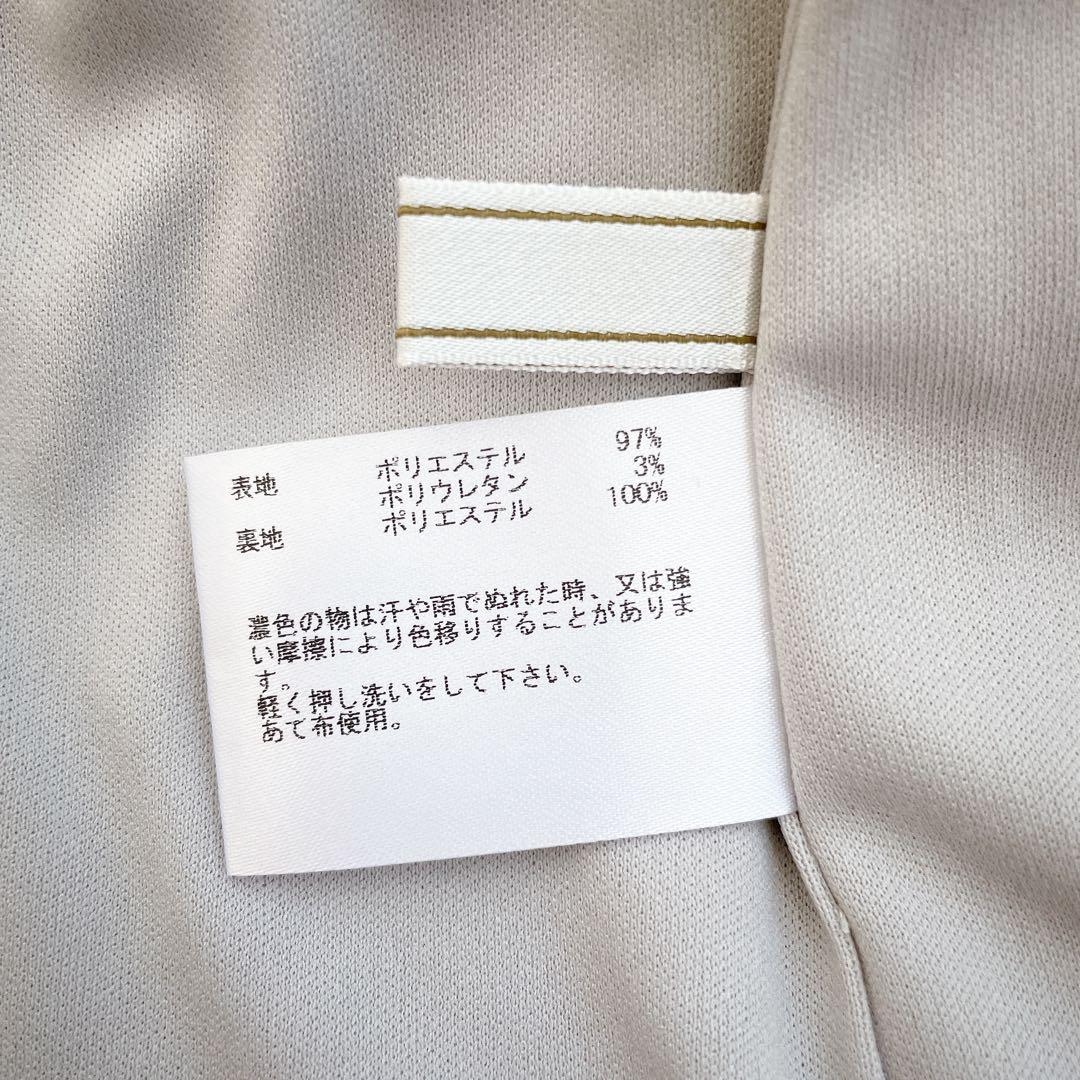 表地 ポリエステル 97%
ポリウレタン 3%
裏地 ポリエステル 100%
濃色の物は汗や雨でぬれた時、又は強
い摩擦により色移りすることがありま
す。
軽く押し洗いをして下さい。
あて布使用。